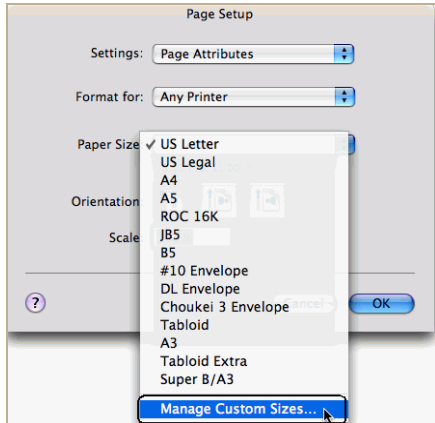 Page Setup
Settings: Page Attributes
Format for: Any Printer
Paper Size ✓ US Letter
US Legal
A4
A5
Orientation
ROC 16K
Scale
JB5
B5
#10 Envelope
DL Envelope
? Choukei 3 Envelope Cancel OK
Tabloid
A3
Tabloid Extra
Super B/A3
Manage Custom Sizes...